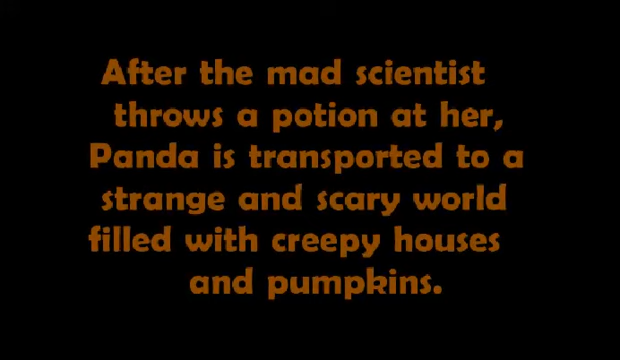 After the mad scientist
throws a potion at her,
Panda is transported to a
strange and scary world
filled with creepy houses
and pumpkins.